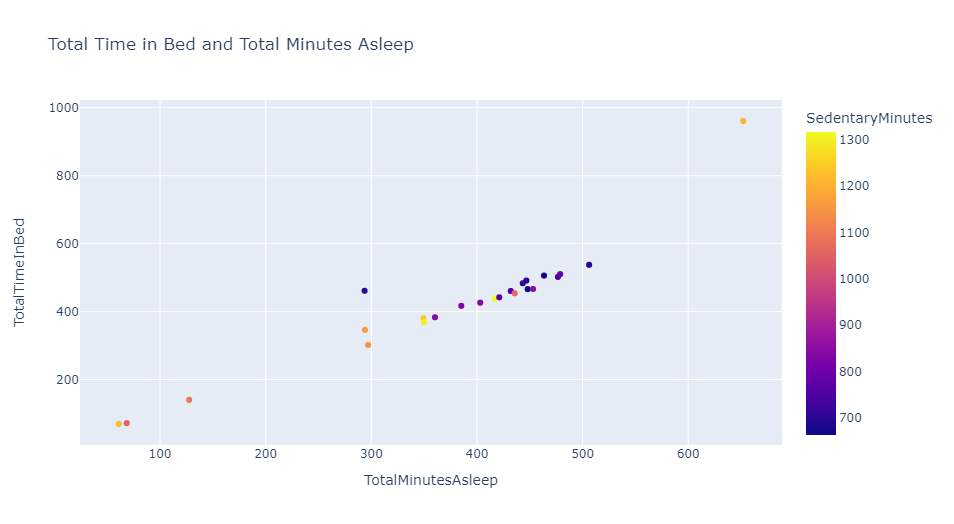 Total Time in Bed and Total Minutes Asleep
TotalTimeInBed
1000
800
600
400
200
100 200 300 400 500 600
TotalMinutesAsleep
SedentaryMinutes
1300
1200
1100
1000
900
800
700